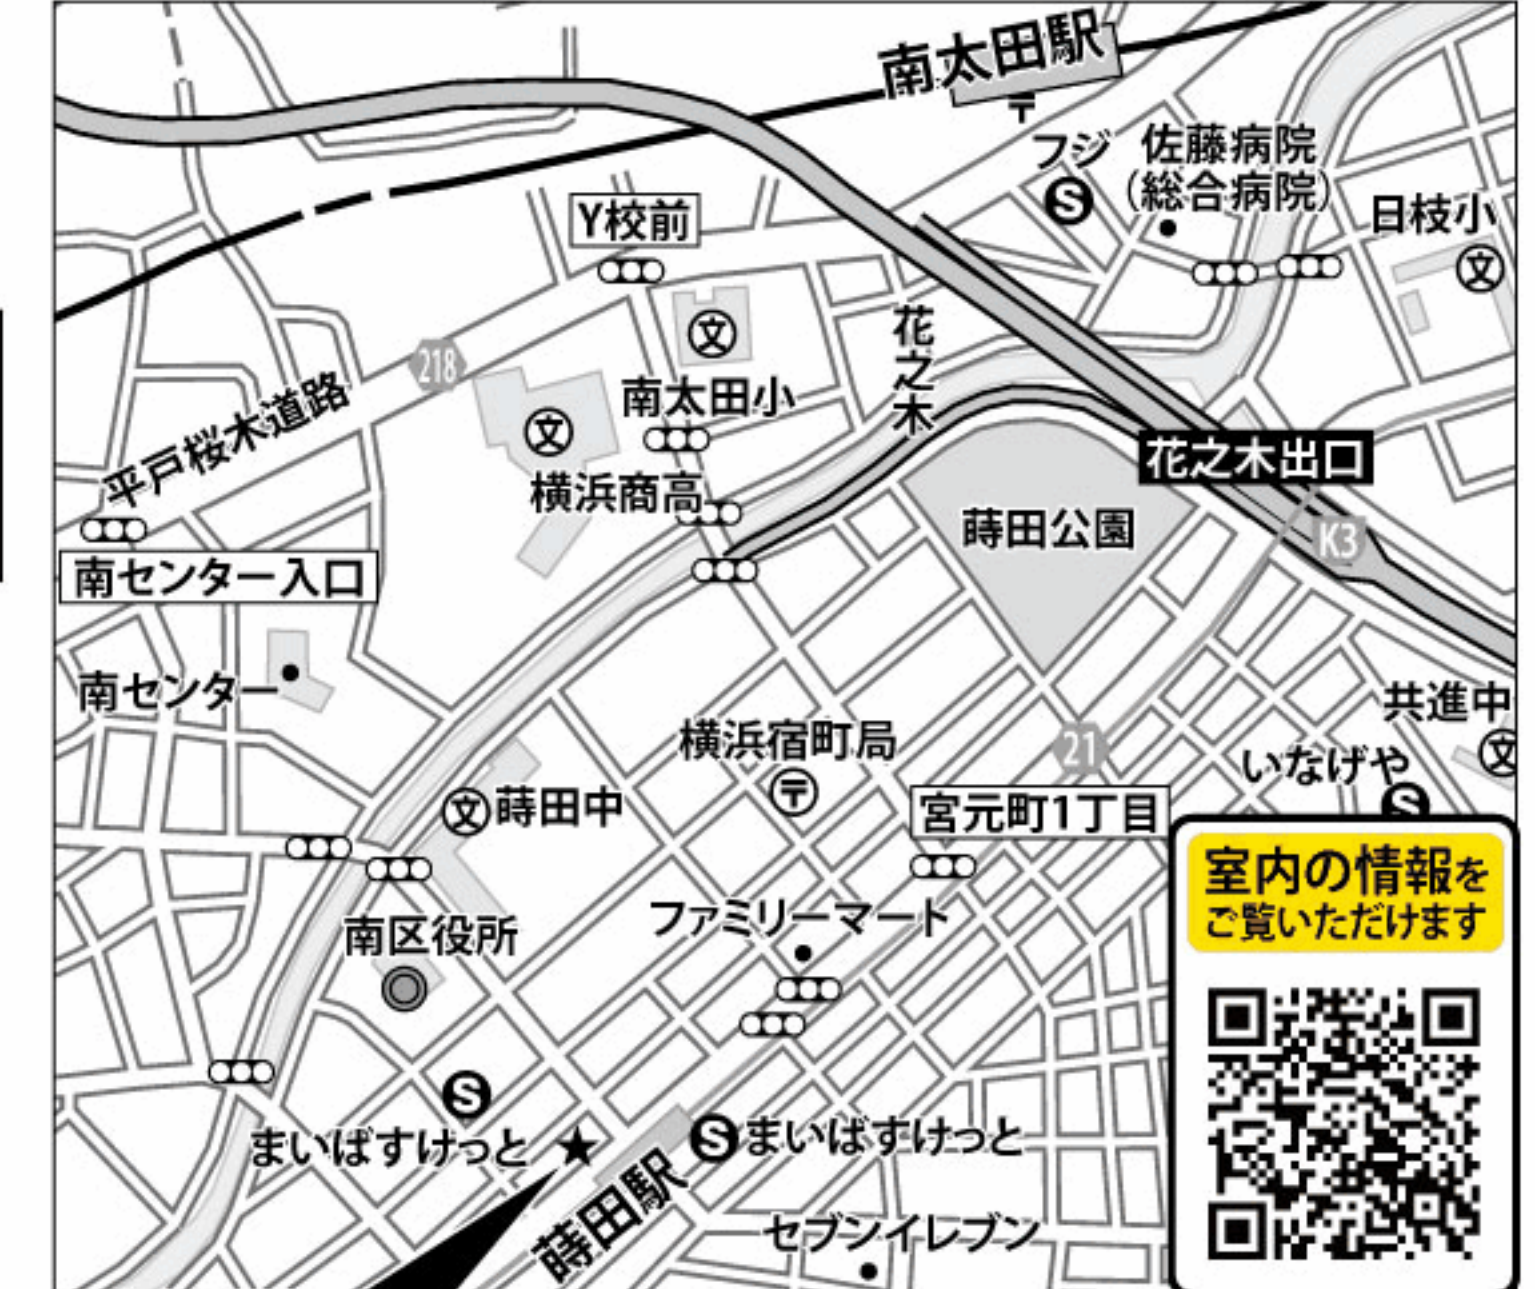 南太田駅
〒
フジ
S
佐藤病院
(総合病院)
日枝小
文
Y校前
文
218
花之木
南太田小
平戸桜木道路
文
横浜商高
花之木出口
蒔田公園
K3
南センター入口
南センター
共進中
文
横浜宿町局
〒
21
いなげや
S
文
蒔田中
宮元町1丁目
室内の情報を
ご覧いただけます
ファミリーマート
南区役所
S
まいばすけっと
★
S
まいばすけっと
蒔田駅
セブンイレブン